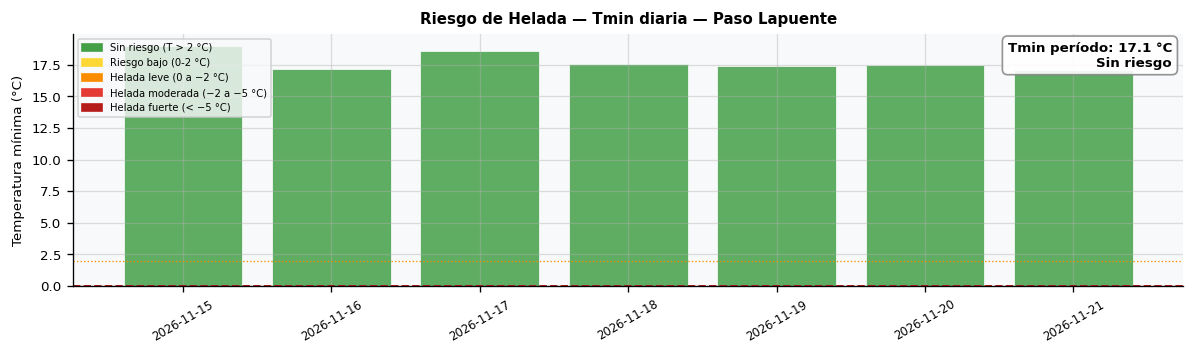 Riesgo de Helada — Tmin diaria — Paso Lapuente
Sin riesgo (T > 2 °C)
Riesgo bajo (0-2 °C)
Helada leve (0 a −2 °C)
Helada moderada (−2 a −5 °C)
Helada fuerte (< −5 °C)
Tmin período: 17.1 °C
Sin riesgo
Temperatura mínima (°C)
17.5
15.0
12.5
10.0
7.5
5.0
2.5
0.0
2026-11-15
2026-11-16
2026-11-17
2026-11-18
2026-11-19
2026-11-20
2026-11-21